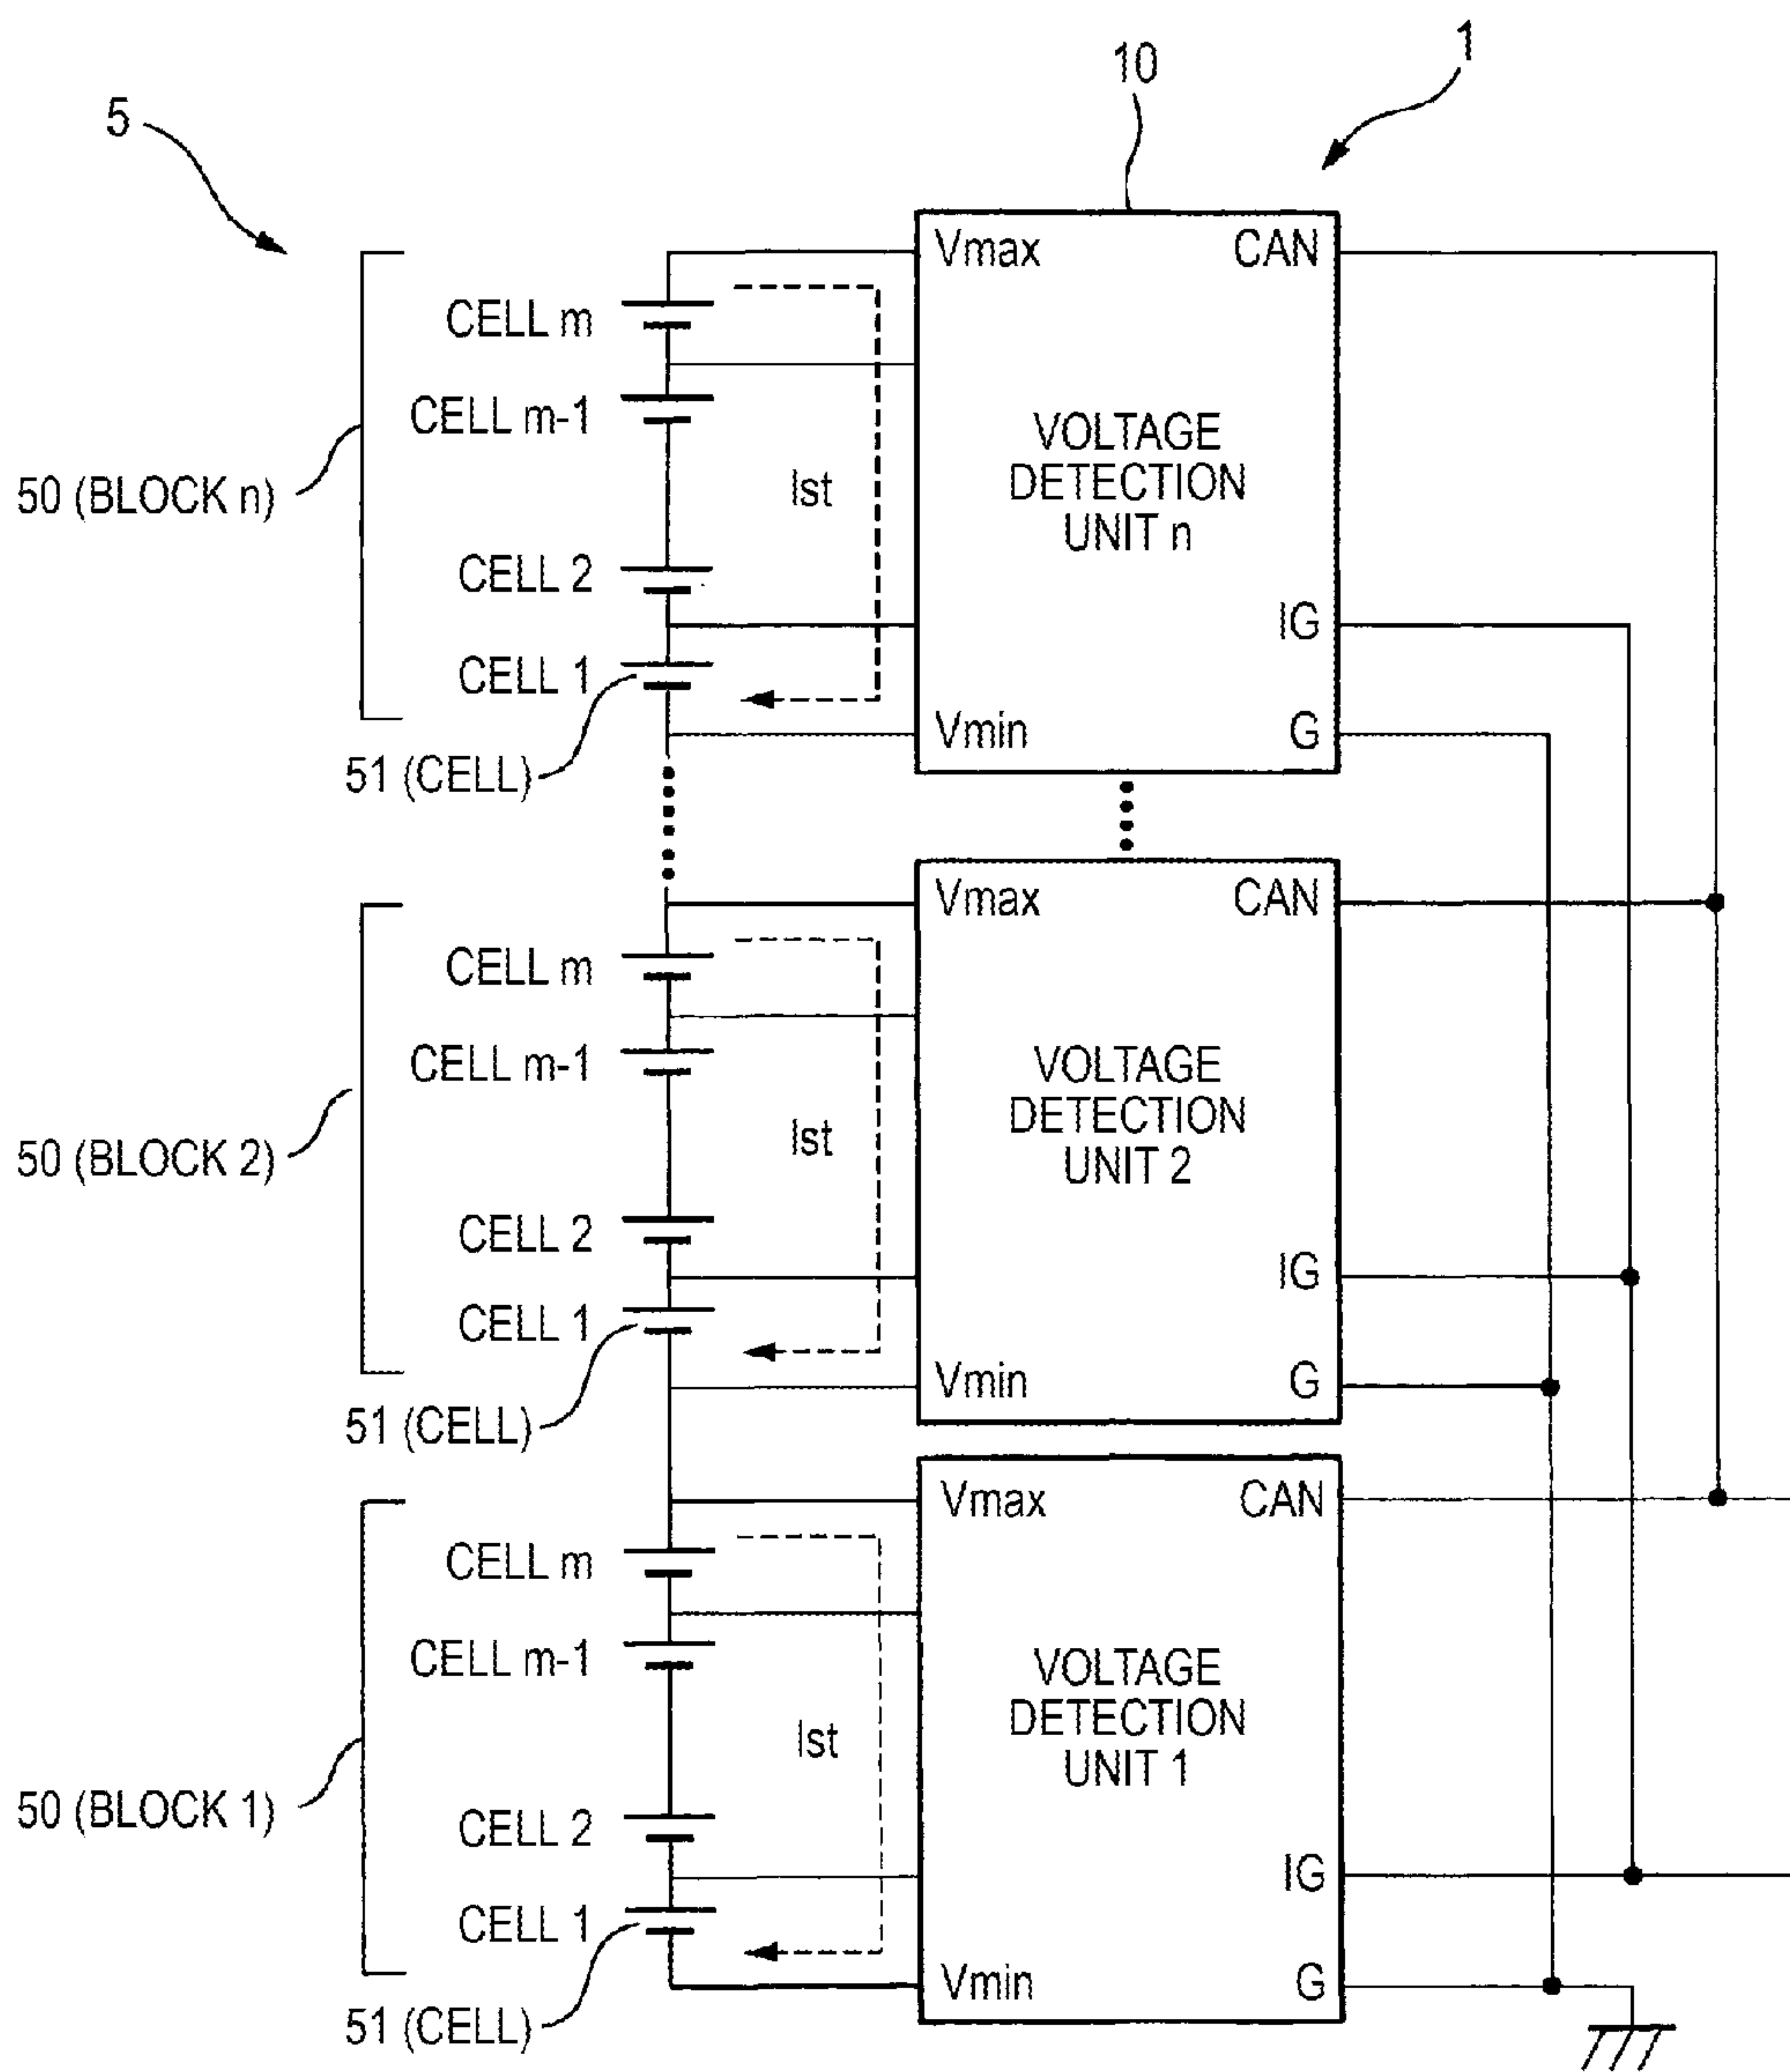 1
10
5
Vmax
CAN
CELL m
CELL m-1
VOLTAGE
DETECTION
UNIT n
50 (BLOCK n)
Ist
CELL 2
IG
CELL 1
Vmin
G
51 (CELL)
Vmax
CAN
CELL m
CELL m-1
VOLTAGE
DETECTION
UNIT 2
Ist
50 (BLOCK 2)
CELL 2
IG
CELL 1
Vmin
G
51 (CELL)
Vmax
CAN
CELL m
CELL m-1
VOLTAGE
DETECTION
UNIT 1
Ist
50 (BLOCK 1)
CELL 2
IG
CELL 1
Vmin
G
51 (CELL)